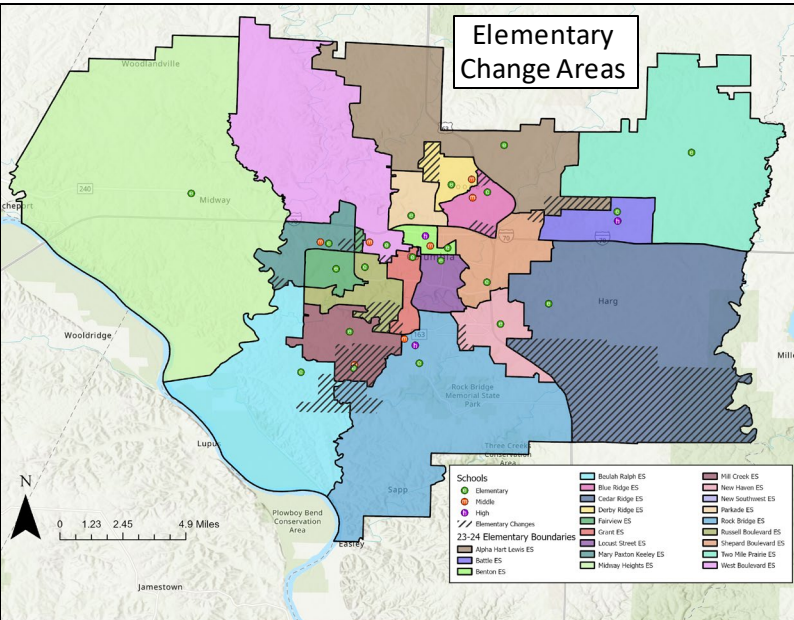 Elementary
Change Areas
Woodlandville
240
Midway
cheport
Harg
Wooldridge
163
Mille
Rock Bridge
Memorial State
Park
Lupu
Three Creeks
Conservation
Area
Sapp
N
0 1.23 2.45 4.9 Miles
Plowboy Bend
Conservation
Area
Easley
Jamestown
70
Schools
Elementary
Middle
High
Elementary Changes
23-24 Elementary Boundaries
Alpha Hart Lewis ES
Battle ES
Benton ES
Beulah Ralph ES
Blue Ridge ES
Cedar Ridge ES
Derby Ridge ES
Fairview ES
Grant ES
Locust Street ES
Mary Paxton Keeley ES
Midway Heights ES
Mill Creek ES
New Haven ES
New Southwest ES
Parkade ES
Rock Bridge ES
Russell Boulevard ES
Shepard Boulevard ES
Two Mile Prairie ES
West Boulevard ES